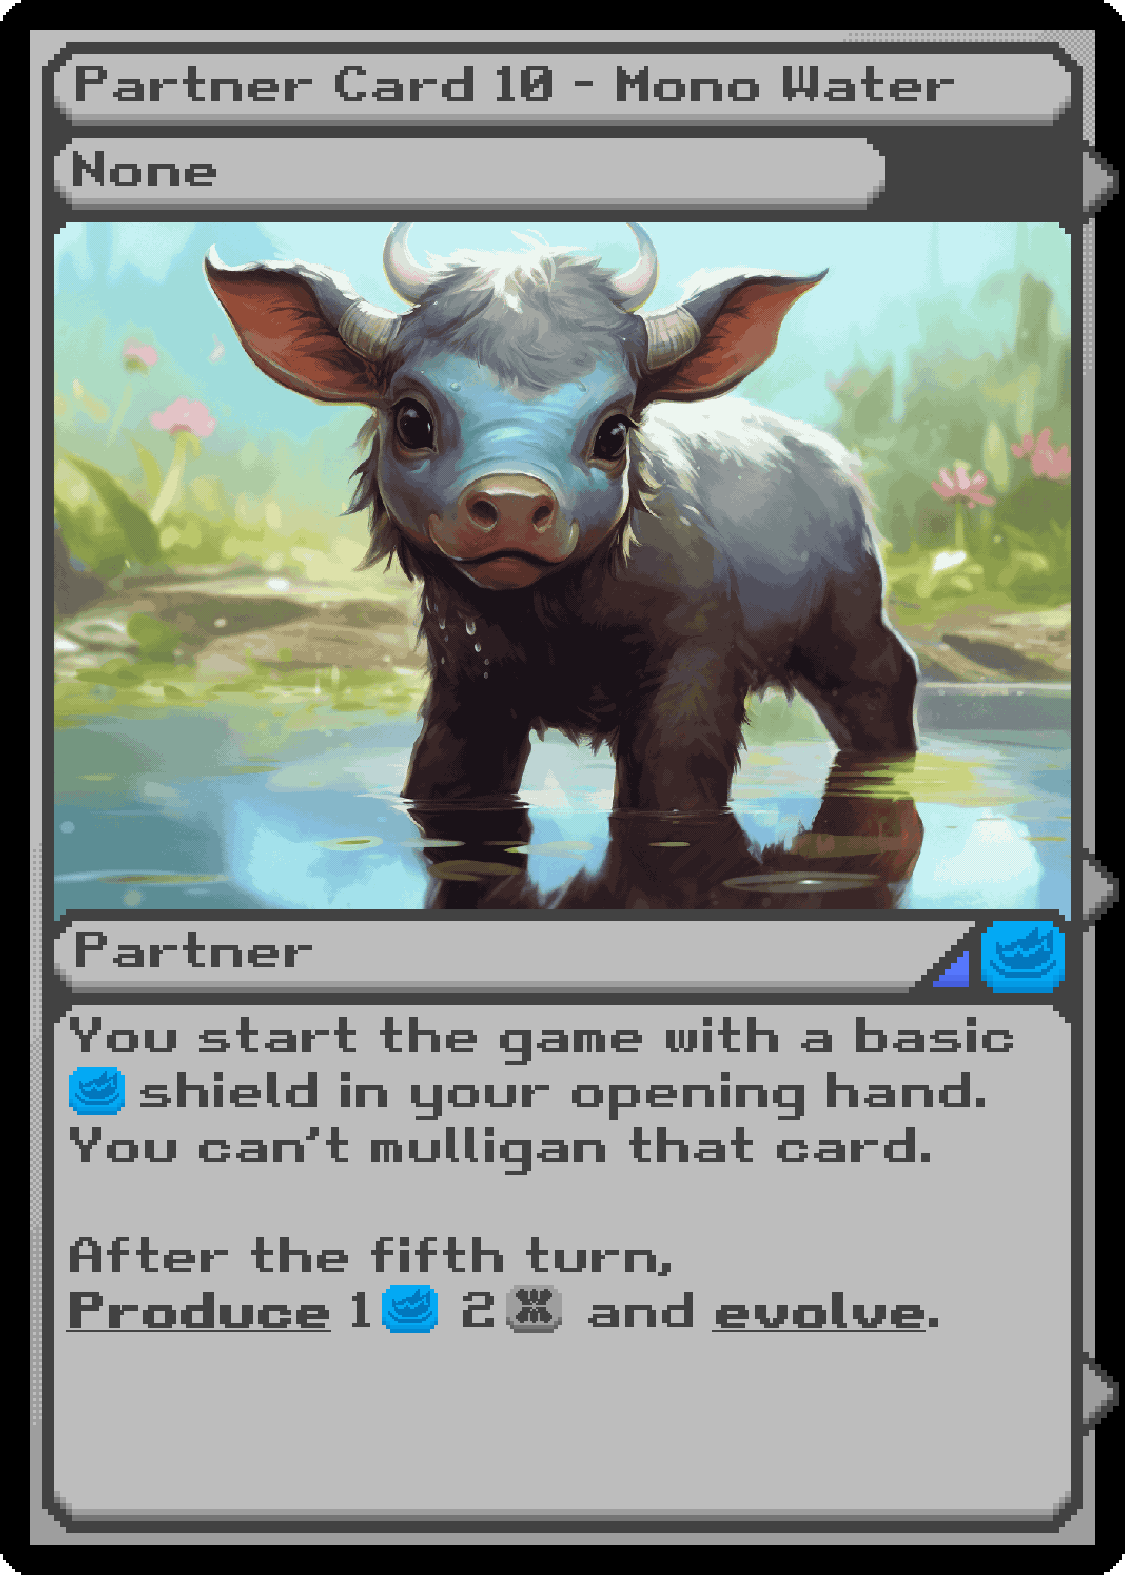 Partner Card 10 - Mono Water
None
Partner
You start the game with a basic
shield in your opening hand.
You can't mulligan that card.
After the fifth turn,
Produce 1 2 and evolve.